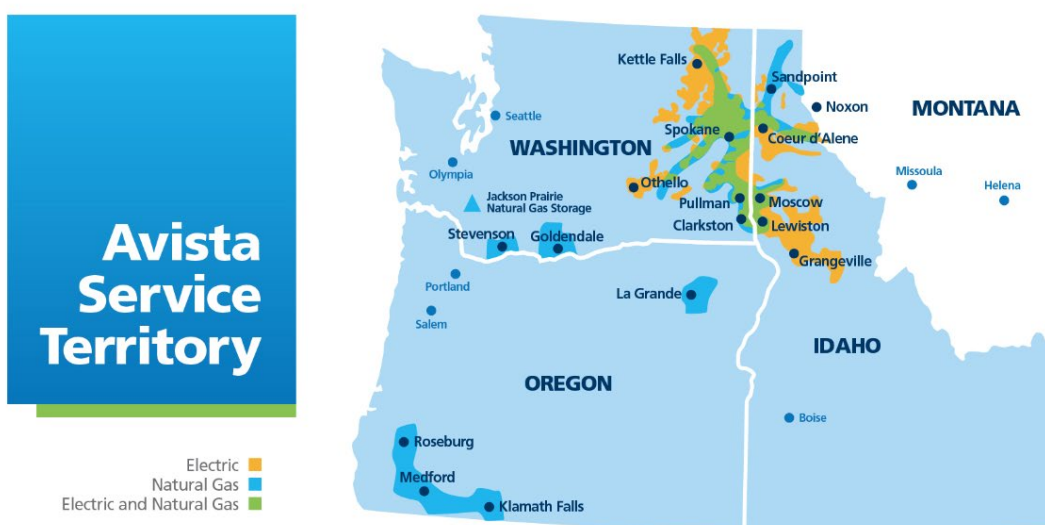 Avista
Service
Territory
Electric
Natural Gas
Electric and Natural Gas
Kettle Falls
Sandpoint
Noxon
MONTANA
Seattle
Spokane
Coeur d'Alene
WASHINGTON
Olympia
Othello
Missoula
Helena
Jackson Prairie
Natural Gas Storage
Pullman
Moscow
Clarkston
Lewiston
Stevenson
Goldendale
Grangeville
Portland
La Grande
Salem
IDAHO
OREGON
Boise
Roseburg
Medford
Klamath Falls